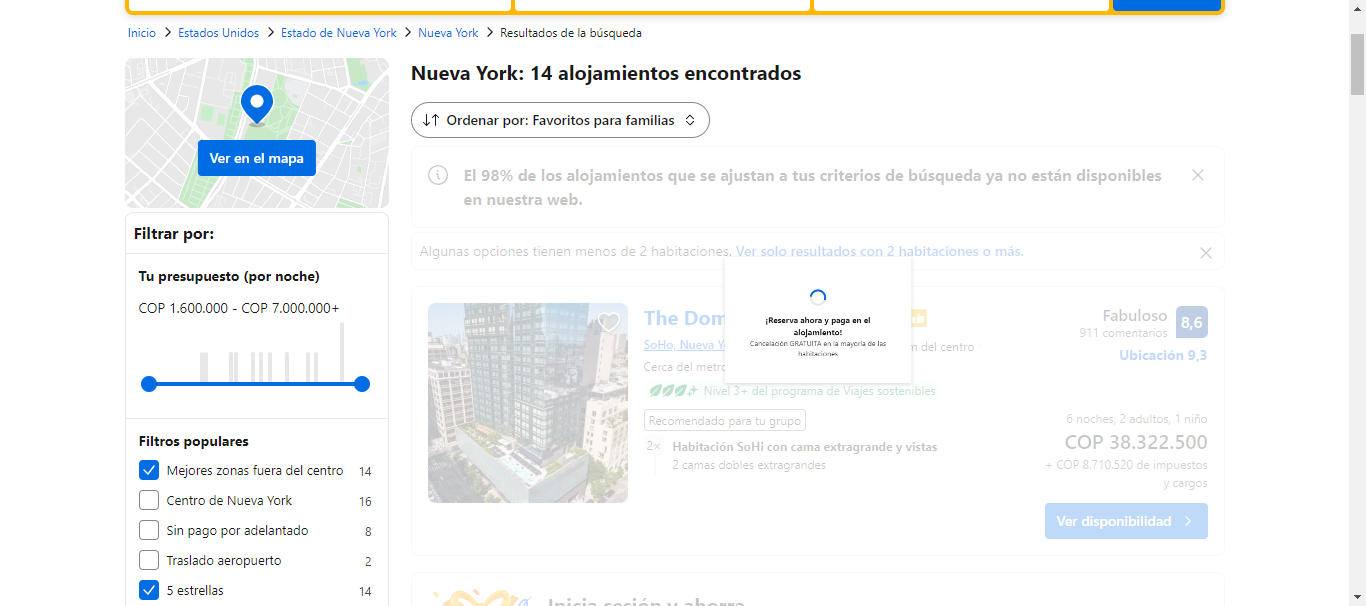 Inicio > Estados Unidos > Estado de Nueva York > Nueva York > Resultados de la búsqueda
Ver en el mapa
Filtrar por:
Tu presupuesto (por noche)
COP 1.600.000 - COP 7.000.000+
Filtros populares
Mejores zonas fuera del centro 14
Centro de Nueva York 16
Sin pago por adelantado 8
Traslado aeropuerto 2
5 estrellas 14
Nueva York: 14 alojamientos encontrados
Ordenar por: Favoritos para familias
El 98% de los alojamientos que se ajustan a tus criterios de búsqueda ya no están disponibles
en nuestra web.
Algunas opciones tienen menos de 2 habitaciones. Ver solo resultados con 2 habitaciones o más.
¡Reserva ahora y paga en el
alojamiento!
Cancelación GRATUITA en la mayoría de las
habitaciones
The Dom
SoHo, Nueva Y
del centro
Cerca del metro
Nivel 3+ del programa de Viajes sostenibles
Recomendado para tu grupo
2× Habitación SoHi con cama extragrande y vistas
2 camas dobles extragrandes
Fabuloso 8,6
911 comentarios
Ubicación 9,3
6 noches, 2 adultos, 1 niño
COP 38.322.500
+ COP 8.710.520 de impuestos
y cargos
Ver disponibilidad
Inicia sesión y ahorra